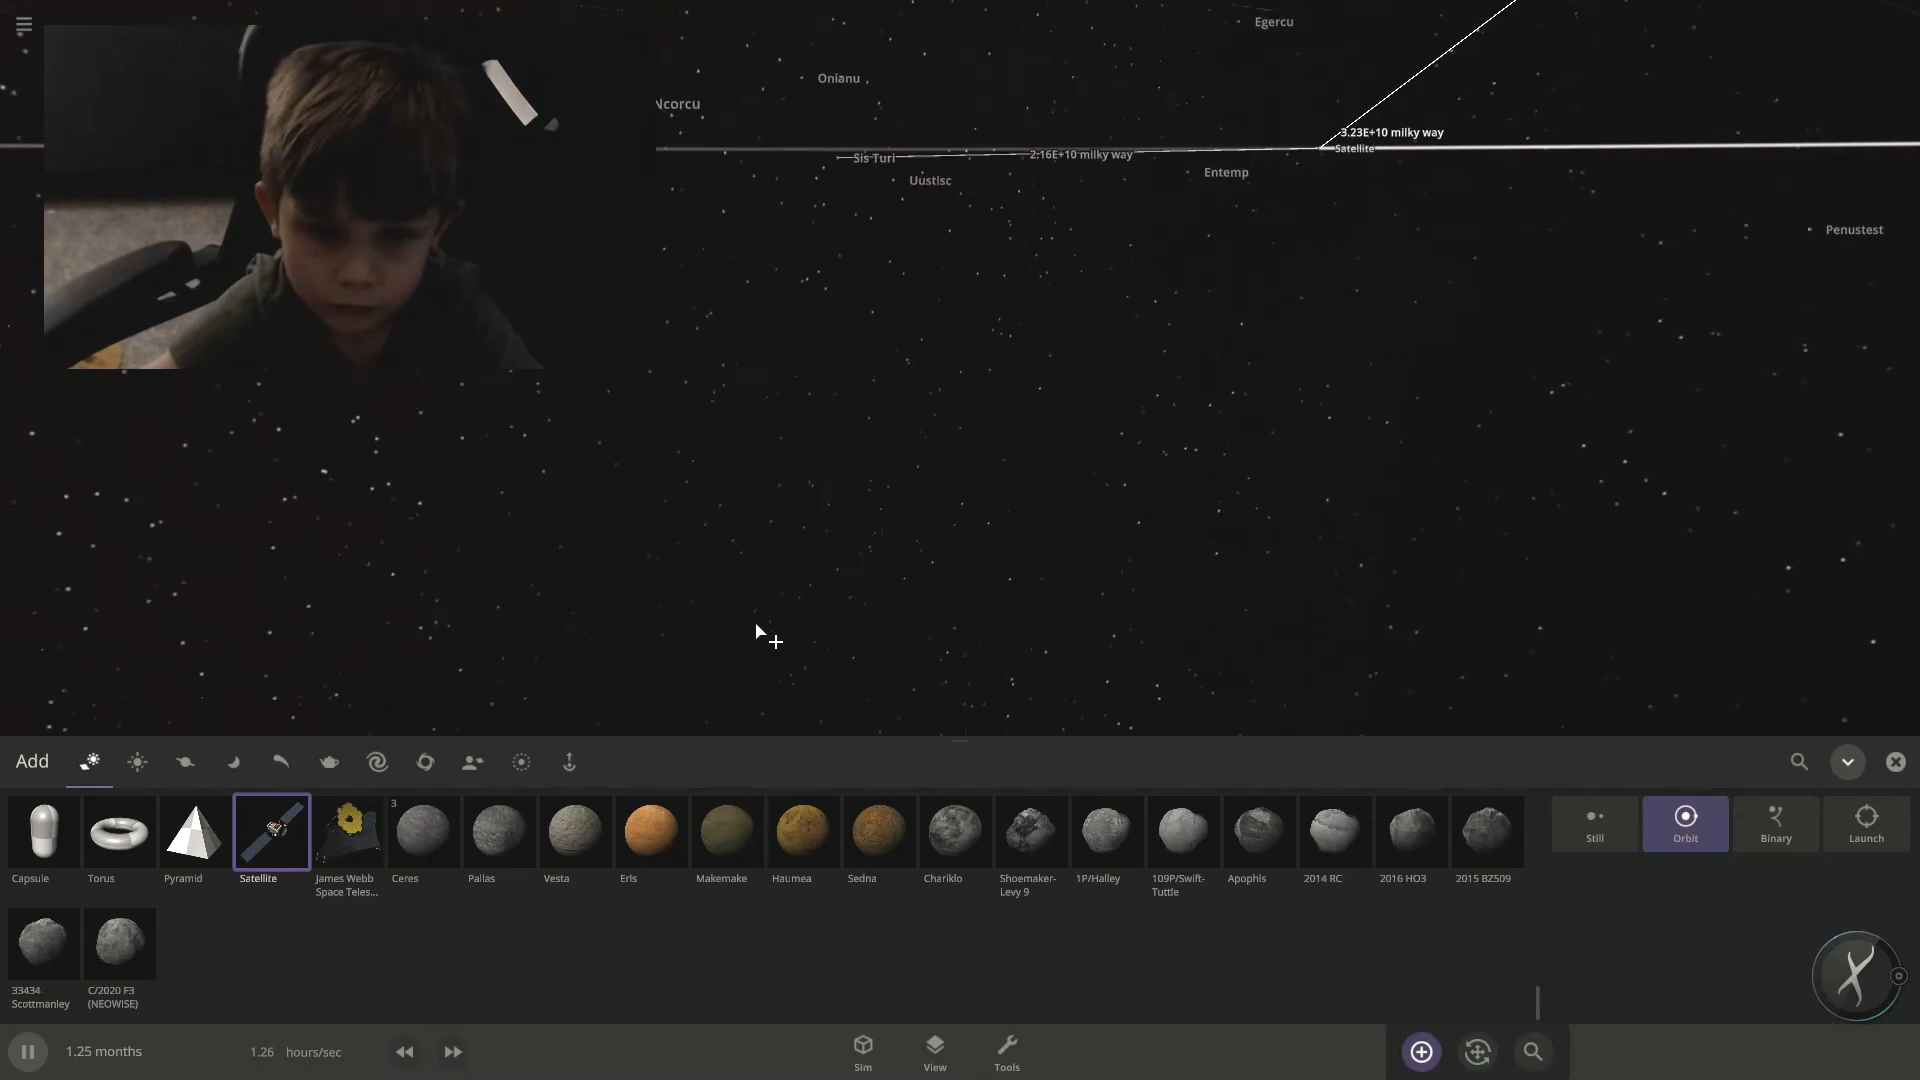 Egercu
Onianu
Ncorcu
3.23E+10 milky way
Satellite
Sis Turi
2.16E+10 milky way
Uustisc
Entemp
Penustest
Add
3
Capsule
Torus
Pyramid
Satellite
James Webb
Space Teles...
Ceres
Pallas
Vesta
Eris
Makemake
Haumea
Sedna
Chariklo
Shoemaker-
Levy 9
1P/Halley
109P/Swift-
Tuttle
Apophis
2014 RC
2016 HO3
2015 BZ509
Still
Orbit
Binary
Launch
33434
Scottmanley
C/2020 F3
(NEOWISE)
1.25 months
1.26 hours/sec
Sim
View
Tools